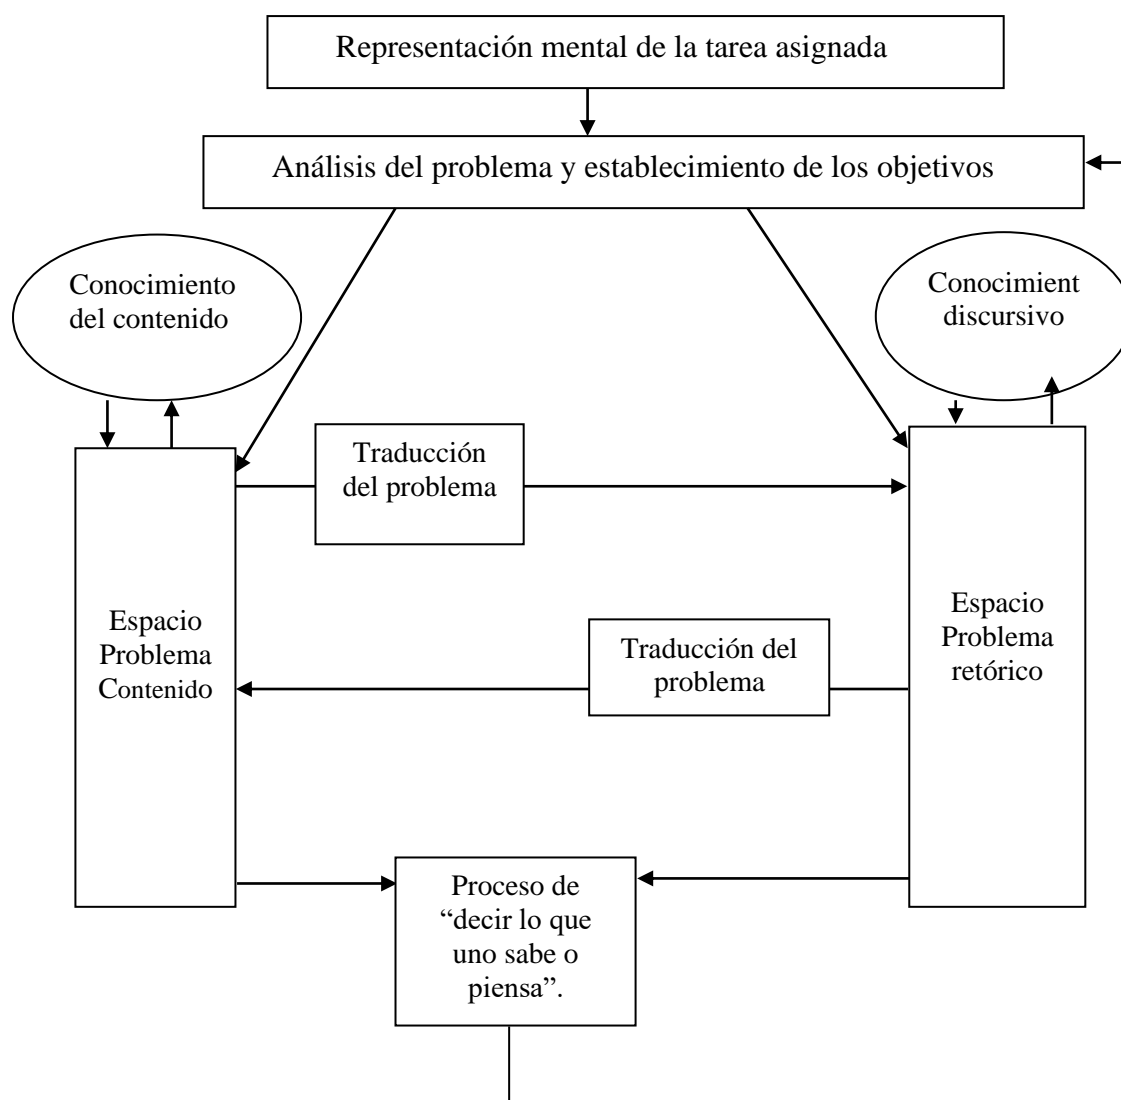 Representación mental de la tarea asignada
Análisis del problema y establecimiento de los objetivos
Conocimiento
del contenido
Conocimient
discursivo
Traducción
del problema
Espacio
Problema
Contenido
Traducción del
problema
Espacio
Problema
retórico
Proceso de
“decir lo que
uno sabe o
piensa”.